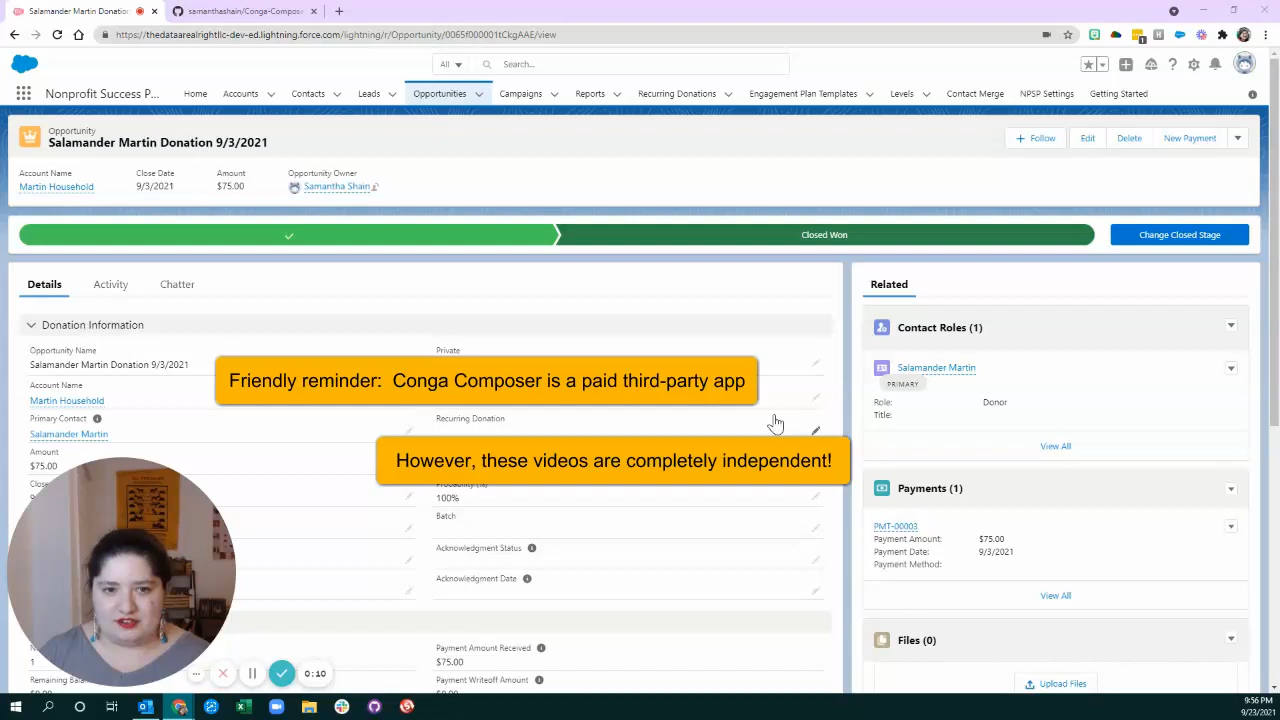 Salamander Martin Donation
samanthashain/Conga-Compos
https://thedataarealrightllc-dev-ed.lightning.force.com/lightning/r/Opportunity/0065f000001tCkgAAE/view
All
Search...
Nonprofit Success P...
Home
Accounts
Contacts
Leads
Opportunities
Campaigns
Reports
Recurring Donations
Engagement Plan Templates
Levels
Contact Merge
NPSP Settings
Getting Started
Opportunity
Salamander Martin Donation 9/3/2021
Follow
Edit
Delete
New Payment
Account Name
Martin Household
Close Date
9/3/2021
Amount
$75.00
Opportunity Owner
Samantha Shain
Closed Won
Change Closed Stage
Details
Activity
Chatter
Donation Information
Opportunity Name
Salamander Martin Donation 9/3/2021
Private
Friendly reminder: Conga Composer is a paid third-party app
Account Name
Martin Household
Primary Contact
Salamander Martin
Recurring Donation
However, these videos are completely independent!
Amount
$75.00
100%
Batch
Acknowledgment Status
Acknowledgment Date
1
Payment Amount Received
$75.00
Remaining Bala
Payment Writeoff Amount
Related
Contact Roles (1)
Salamander Martin
PRIMARY
Role:
Donor
Title:
View All
Payments (1)
PMT-00003
Payment Amount:
$75.00
Payment Date:
9/3/2021
Payment Method:
View All
Files (0)
Upload Files
0:10
9:56 PM
9/23/2021